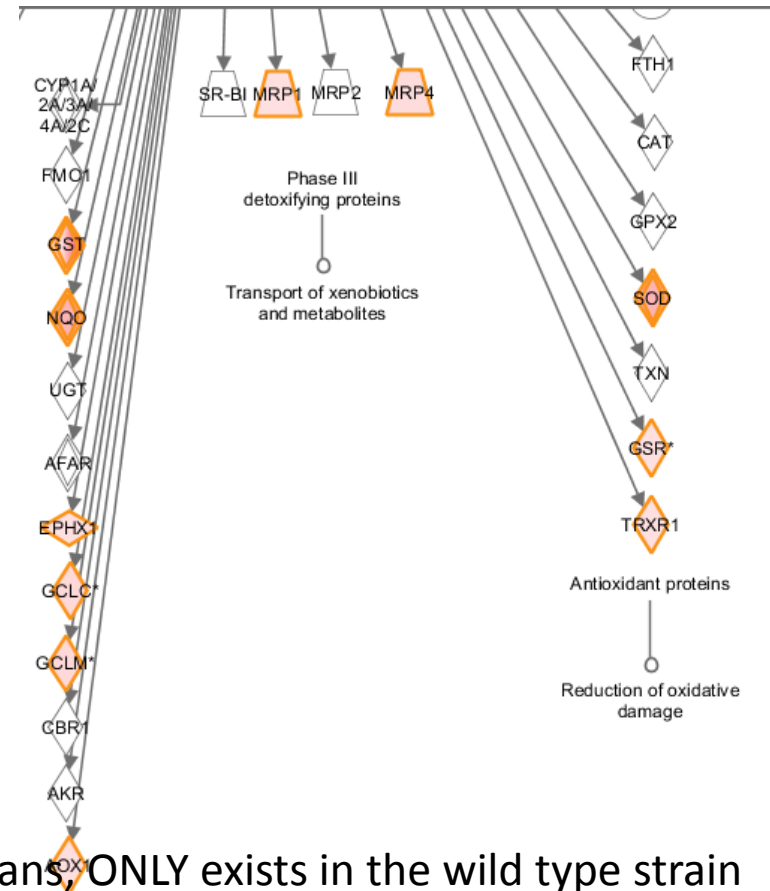 CYP1A/
2A/3A/
4A/2C
FMO1
GST
NQO
UGT
AFAR
EPHX1
GCLC*
GCLM*
CBR1
AKR
AOX1
SR-BI MRP1 MRP2 MRP4
Phase III
detoxifying proteins
Transport of xenobiotics
and metabolites
FTH1
CAT
GPX2
SOD
TXN
GSR*
TRXR1
Antioxidant proteins
Reduction of oxidative
damage
ans, ONLY exists in the wild type strain